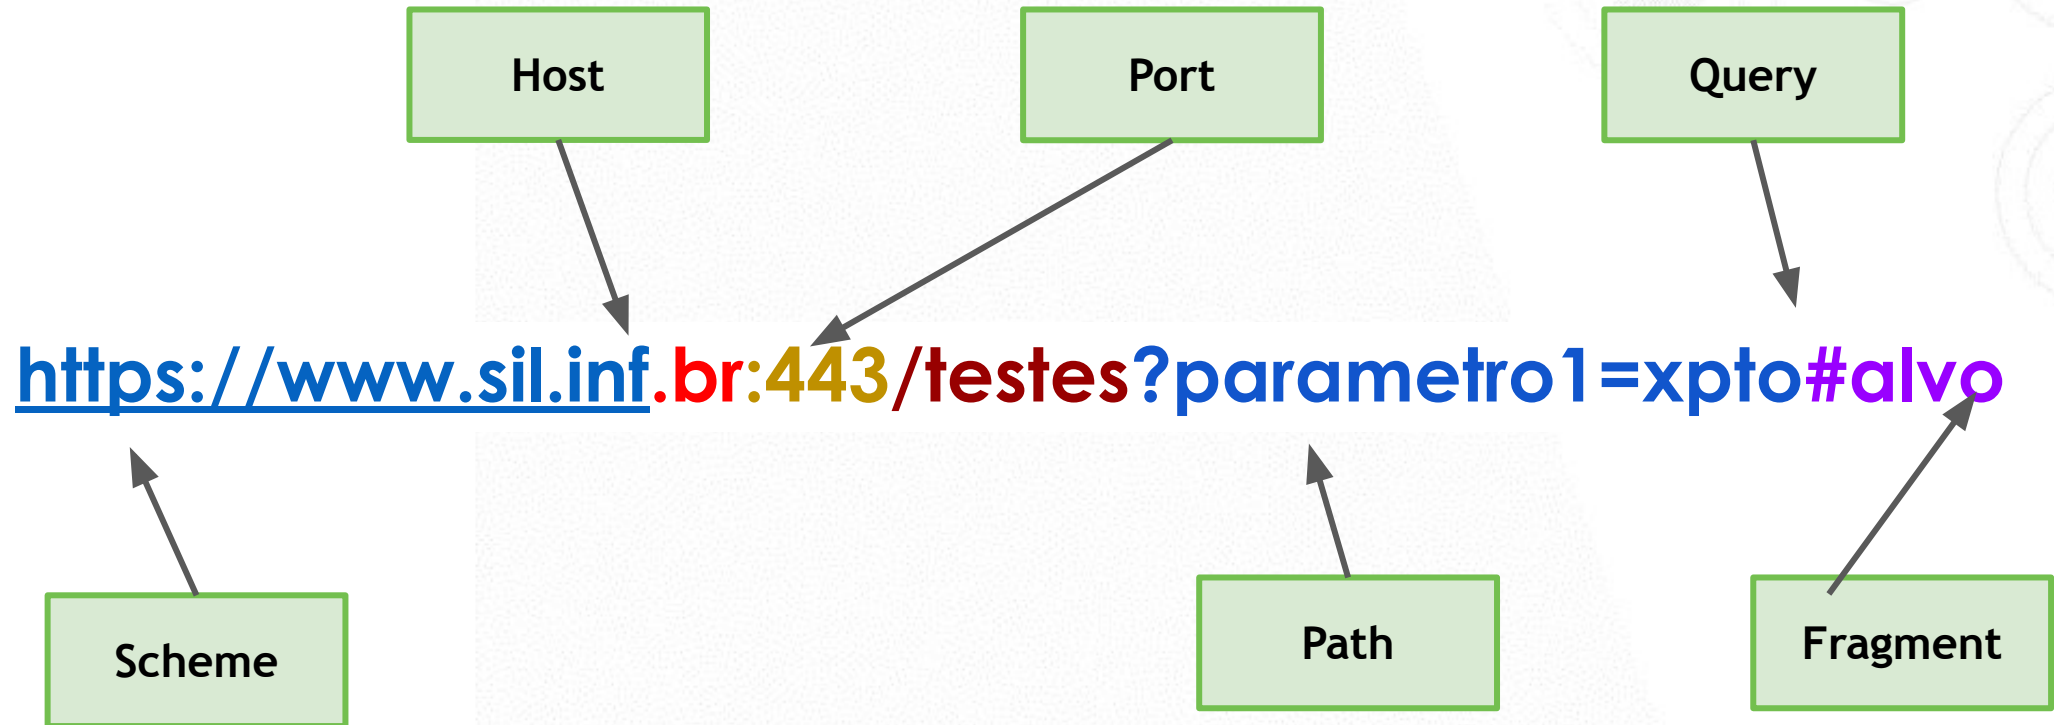 Host
Port
Query
https://www.sil.inf.br:443/testes?parametro1=xpto#alvo
Scheme
Path
Fragment